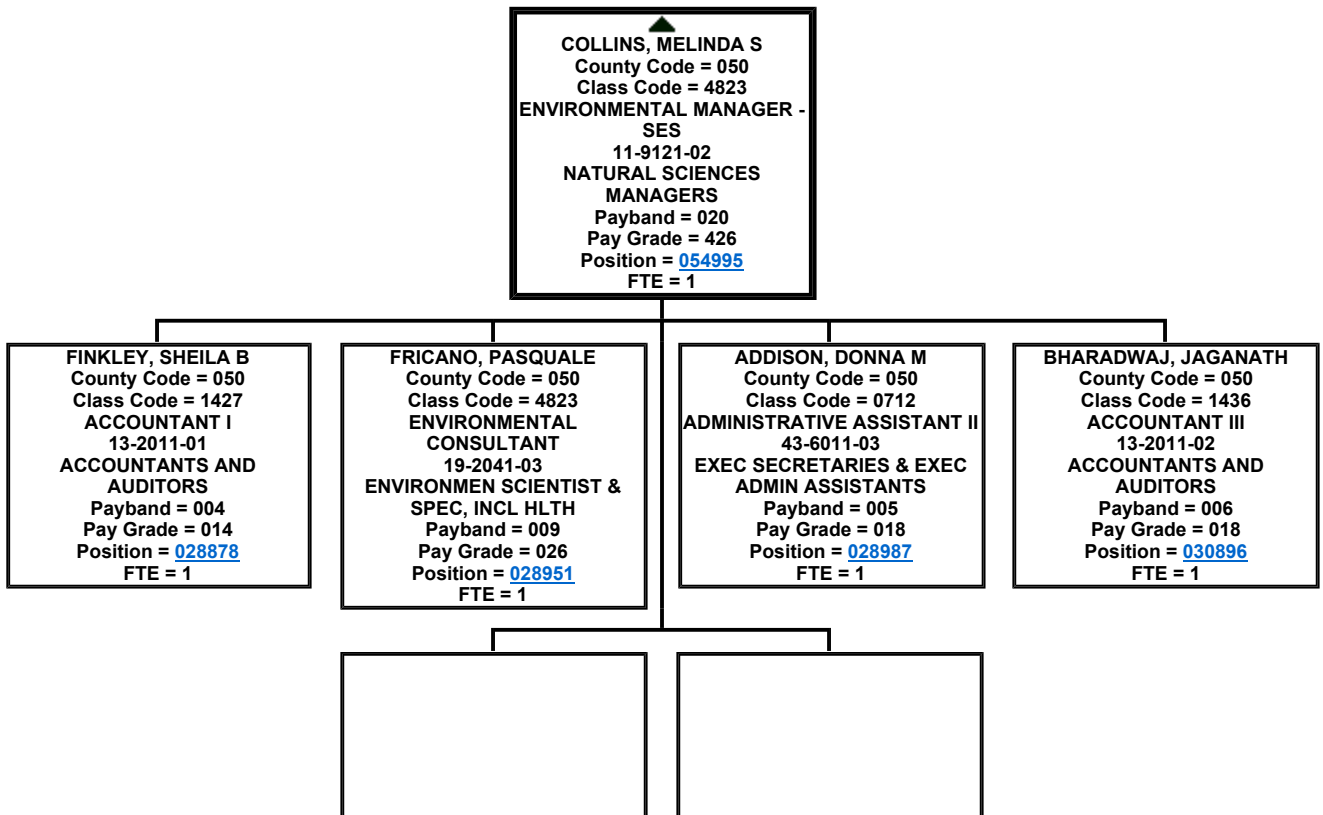 COLLINS, MELINDA S
County Code = 050
Class Code = 4823
ENVIRONMENTAL MANAGER -
SES
11-9121-02
NATURAL SCIENCES
MANAGERS
Payband = 020
Pay Grade = 426
Position = 054995
FTE = 1
FINKLEY, SHEILA B
County Code = 050
Class Code = 1427
ACCOUNTANT I
13-2011-01
ACCOUNTANTS AND
AUDITORS
Payband = 004
Pay Grade = 014
Position = 028878
FTE = 1
FRICANO, PASQUALE
County Code = 050
Class Code = 4823
ENVIRONMENTAL
CONSULTANT
19-2041-03
ENVIRONMEN SCIENTIST &
SPEC, INCL HLTH
Payband = 009
Pay Grade = 026
Position = 028951
FTE = 1
ADDISON, DONNA M
County Code = 050
Class Code = 0712
ADMINISTRATIVE ASSISTANT II
43-6011-03
EXEC SECRETARIES & EXEC
ADMIN ASSISTANTS
Payband = 005
Pay Grade = 018
Position = 028987
FTE = 1
BHARADWAJ, JAGANATH
County Code = 050
Class Code = 1436
ACCOUNTANT III
13-2011-02
ACCOUNTANTS AND
AUDITORS
Payband = 006
Pay Grade = 018
Position = 030896
FTE = 1